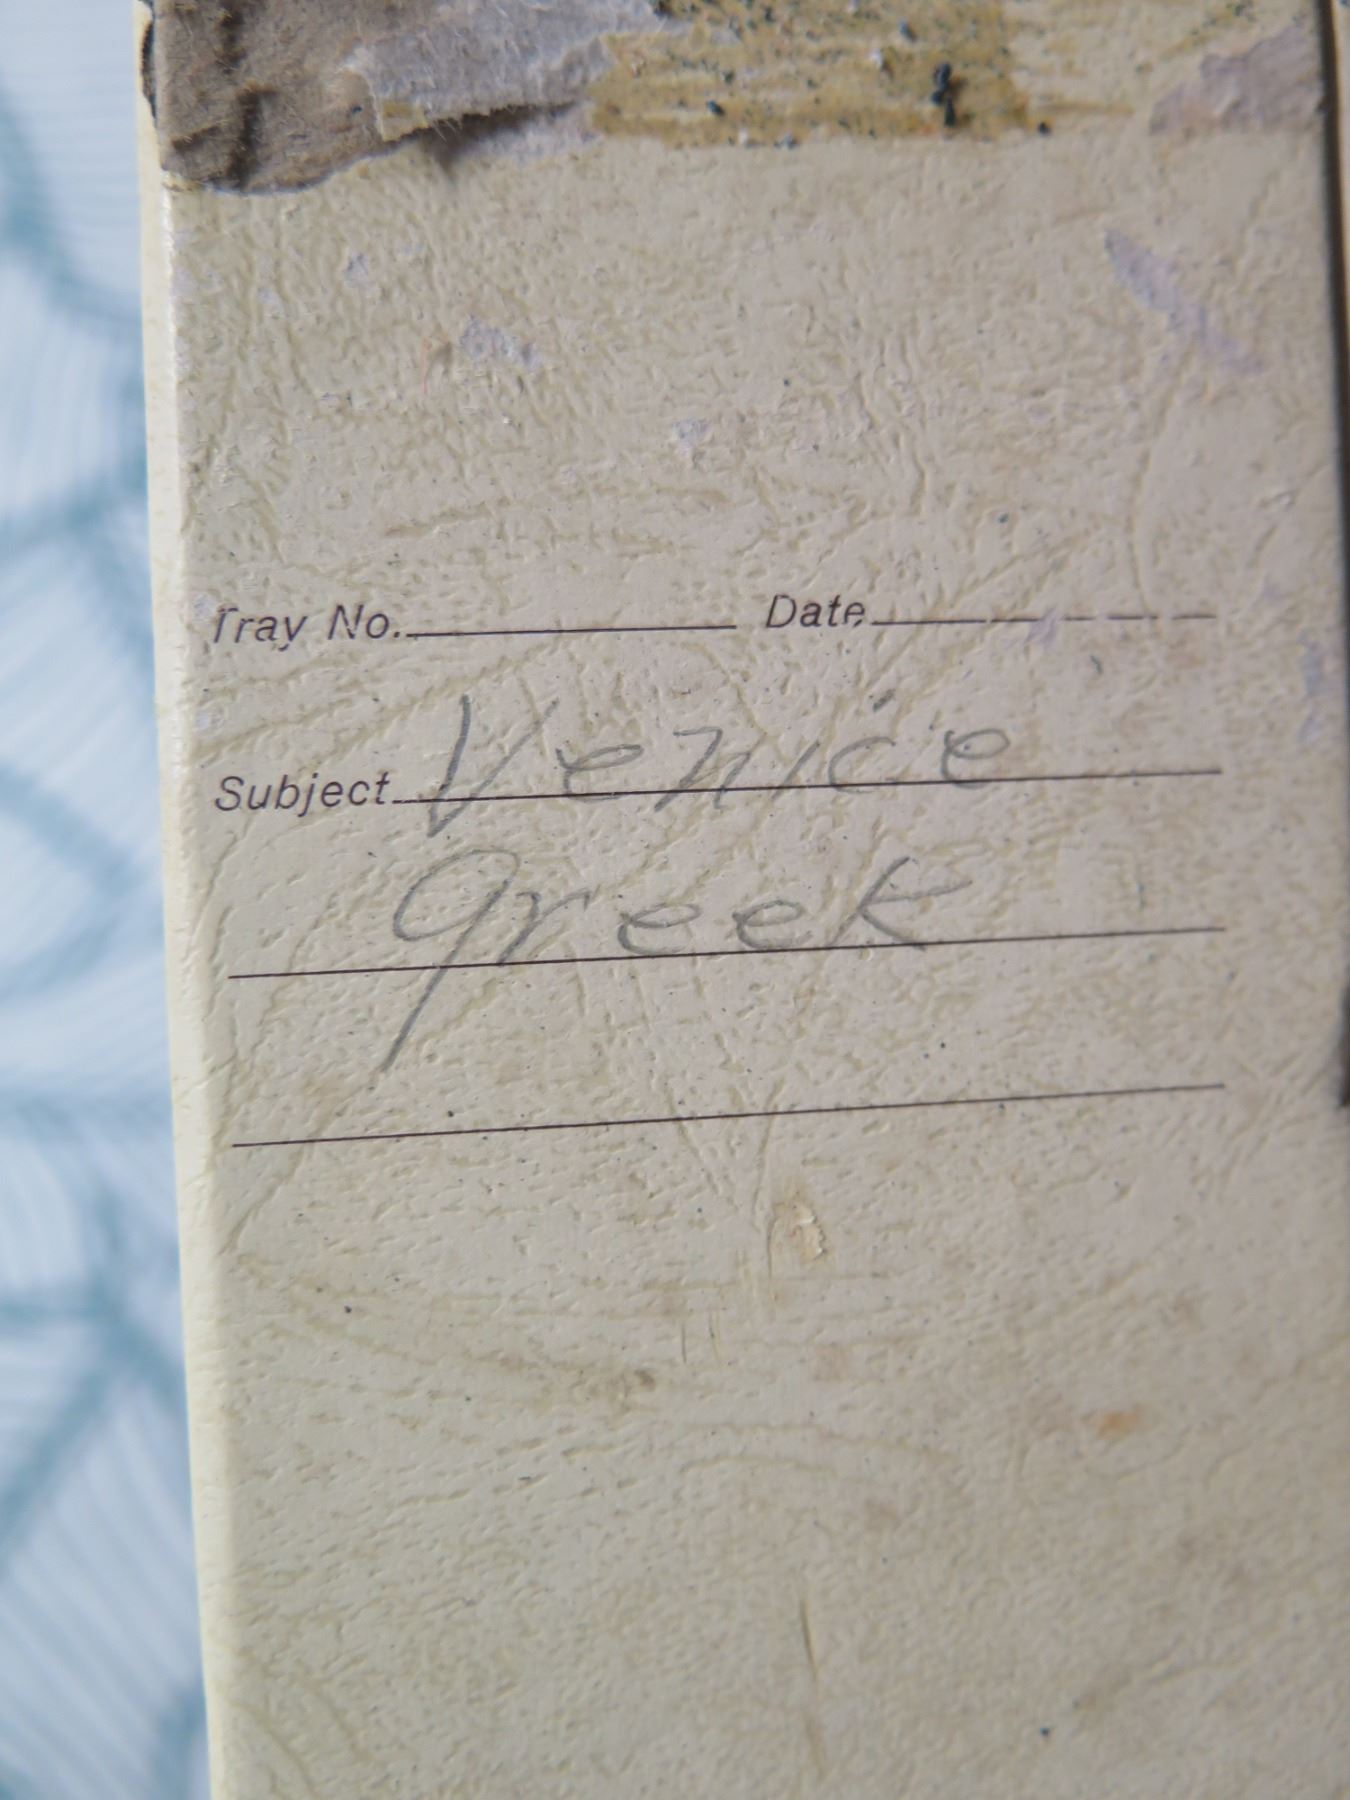 Tray No. Date
Subject Venice
Greek